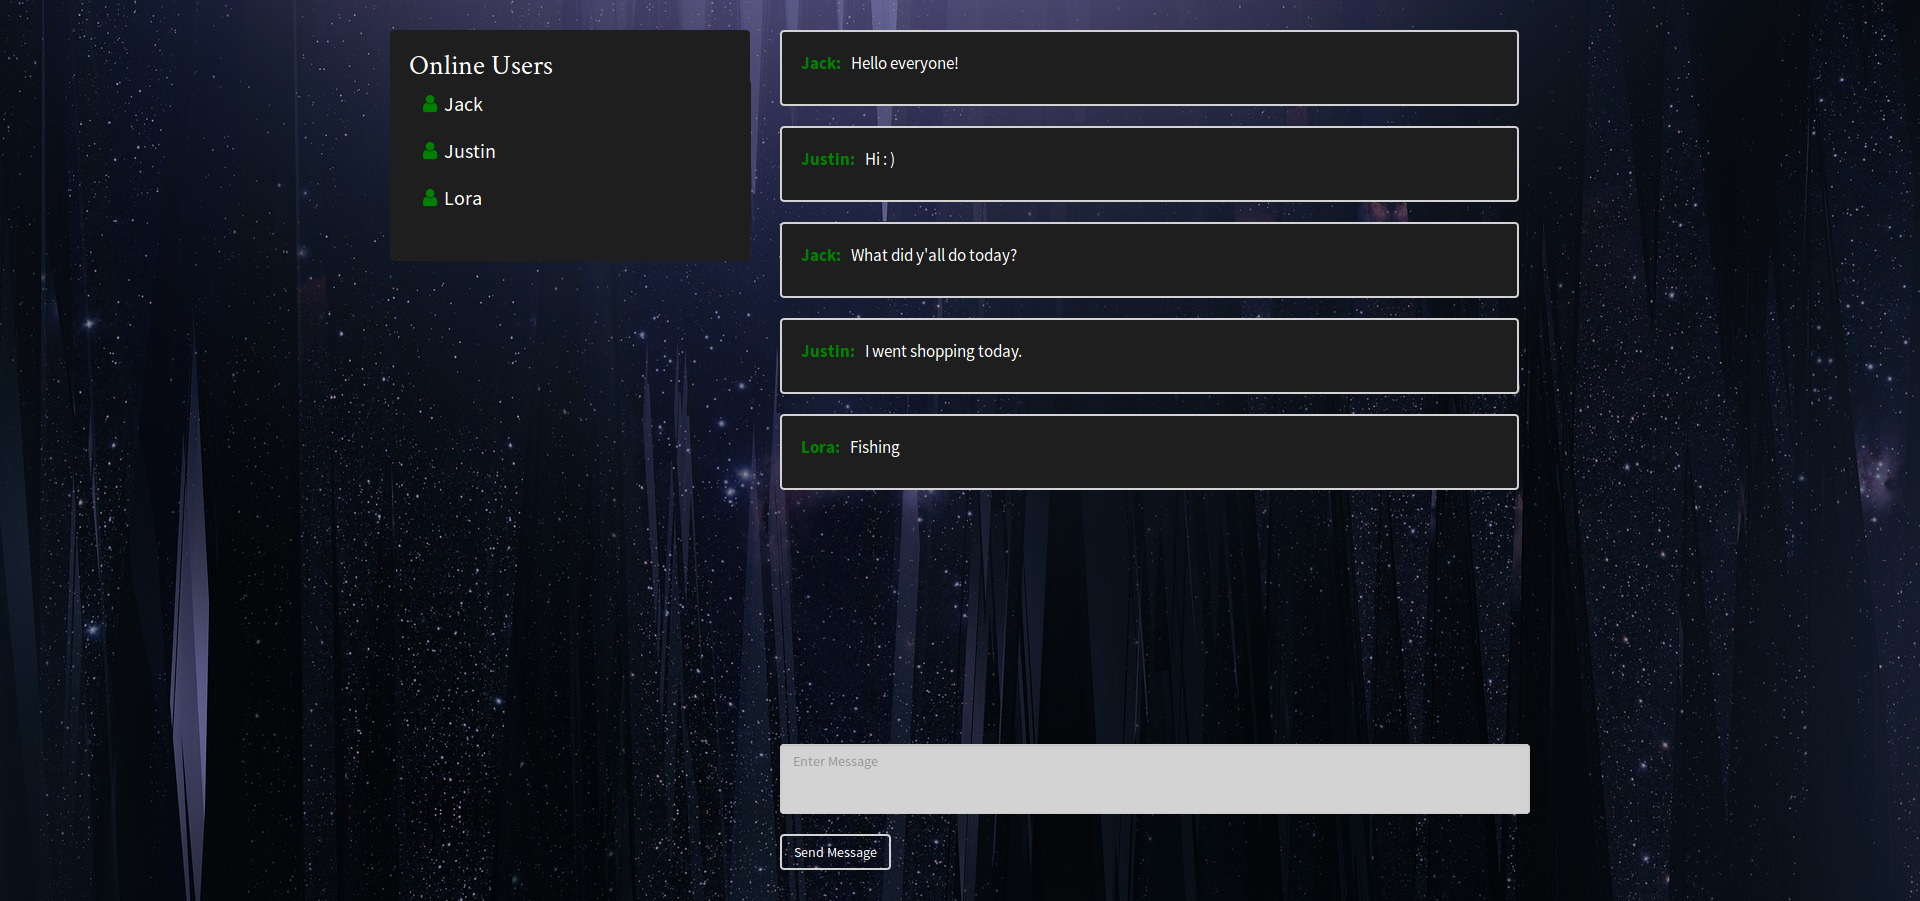 Online Users
Jack
Justin
Lora
Jack: Hello everyone!
Justin: Hi : )
Jack: What did y'all do today?
Justin: I went shopping today.
Lora: Fishing
Enter Message
Send Message